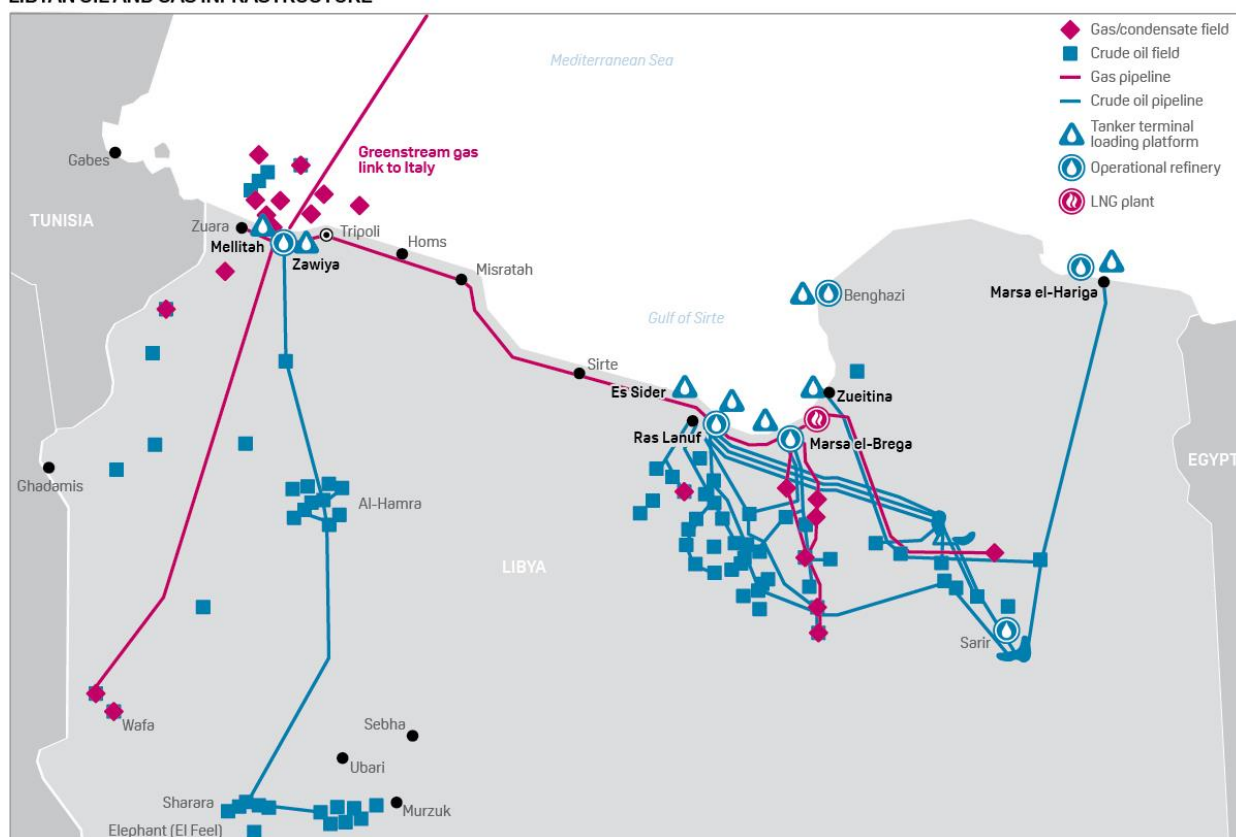 LIBYAN OIL AND GAS INFRASTRUCTURE
Gas/condensate field
Crude oil field
Gas pipeline
Crude oil pipeline
Tanker terminal
loading platform
Operational refinery
LNG plant
Mediterranean Sea
Greenstream gas
link to Italy
Gabes
TUNISIA
Zuara
Mellitah
Zawiya
Tripoli
Homs
Misratah
Gulf of Sirte
Benghazi
Marsa el-Hariga
Sirte
Es Sider
Zueitina
Ras Lanuf
Marsa el-Brega
EGYPT
Ghadamis
Al-Hamra
LIBYA
Sarir
Wafa
Sebha
Ubari
Sharara
Murzuk
Elephant (El Feel)